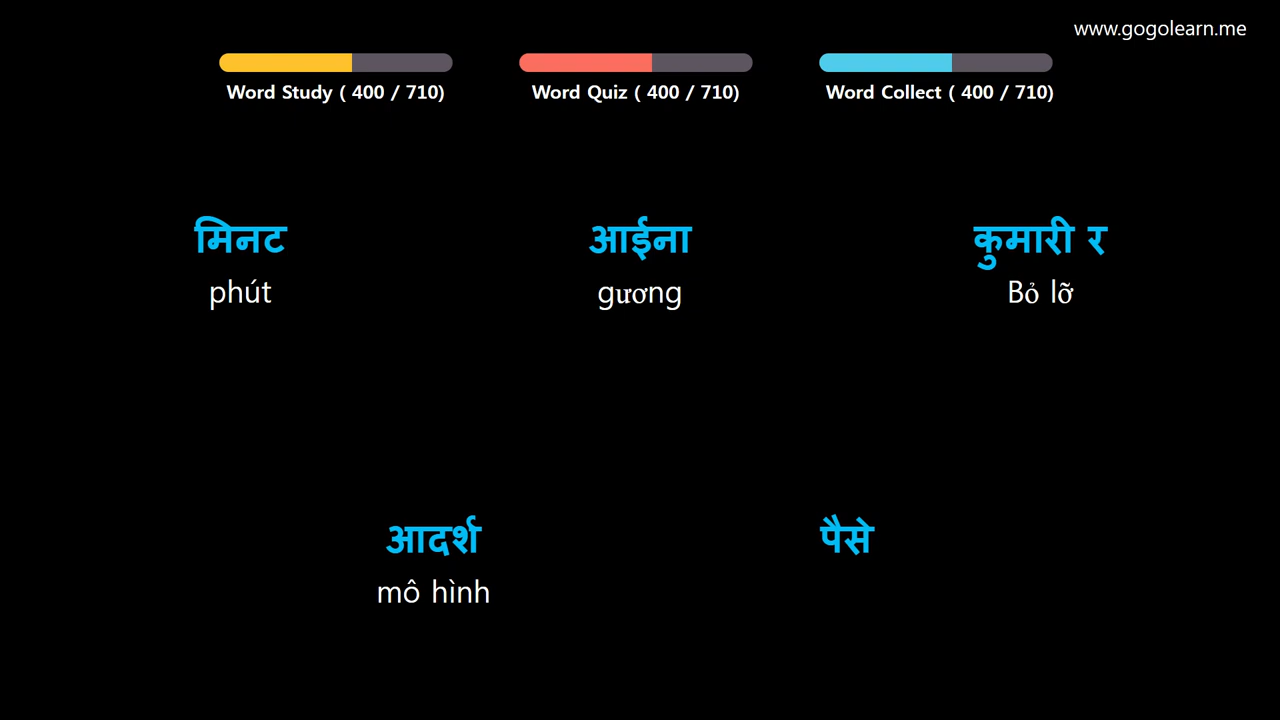 www.gogolearn.me
Word Study ( 400 / 710)
Word Quiz ( 400 / 710)
Word Collect ( 400 / 710)
मिनट
phút
आईना
gương
कुमारी र
Bỏ lỡ
आदर्श
mô hình
पैसे